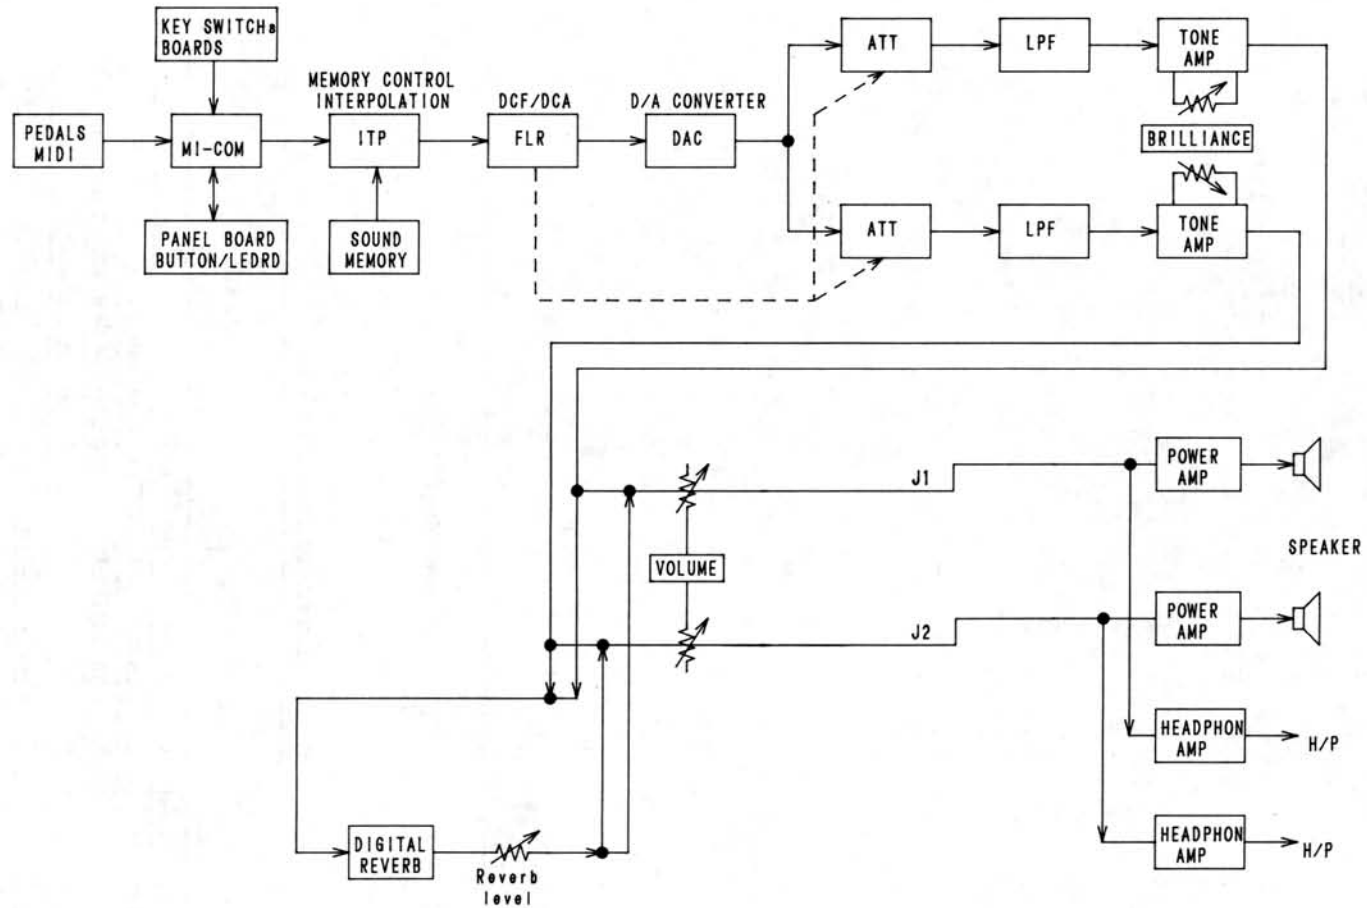 KEY SWITCHs
BOARDS
MEMORY CONTROL
INTERPOLATION
DCF/DCA
D/A CONVERTER
PEDALS
MIDI
MI-COM
ITP
FLR
DAC
ATT
LPF
TONE
AMP
BRILLIANCE
PANEL BOARD
BUTTON/LEDRD
SOUND
MEMORY
ATT
LPF
TONE
AMP
J1
POWER
AMP
VOLUME
SPEAKER
J2
POWER
AMP
HEADPHON
AMP
H/P
DIGITAL
REVERB
Reverb
level
HEADPHON
AMP
H/P